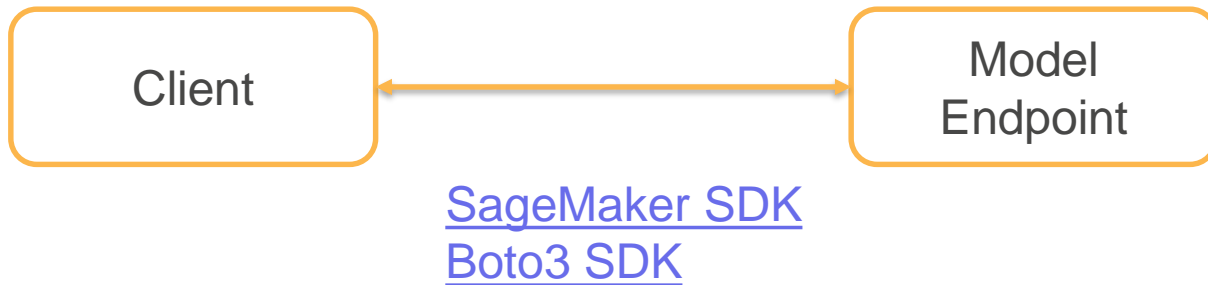 Client
Model
Endpoint
SageMaker SDK
Boto3 SDK